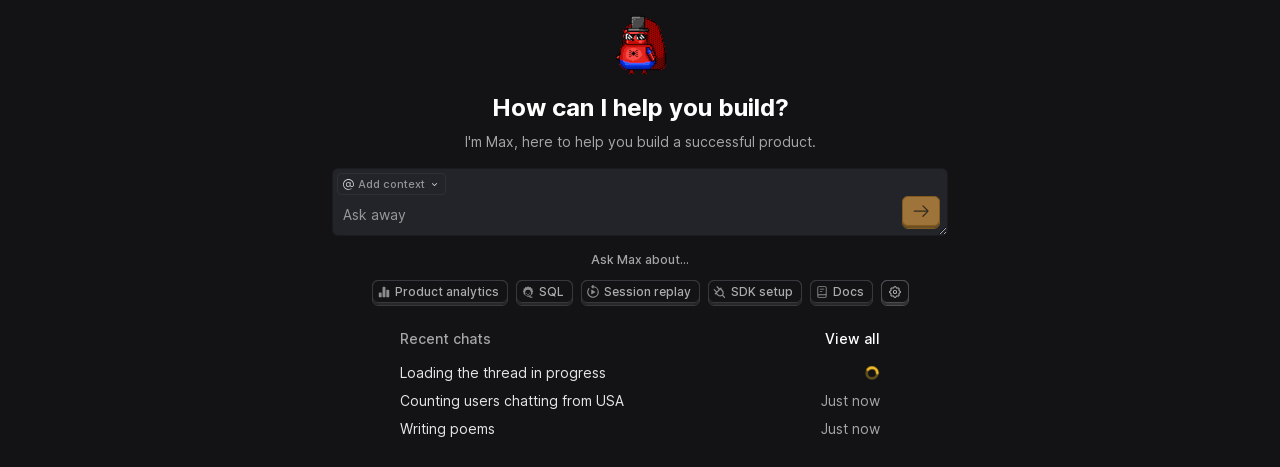 How can I help you build?
I'm Max, here to help you build a successful product.
@ Add context
Ask away
Ask Max about...
Product analytics SQL Session replay SDK setup Docs
Recent chats View all
Loading the thread in progress
Counting users chatting from USA Just now
Writing poems Just now